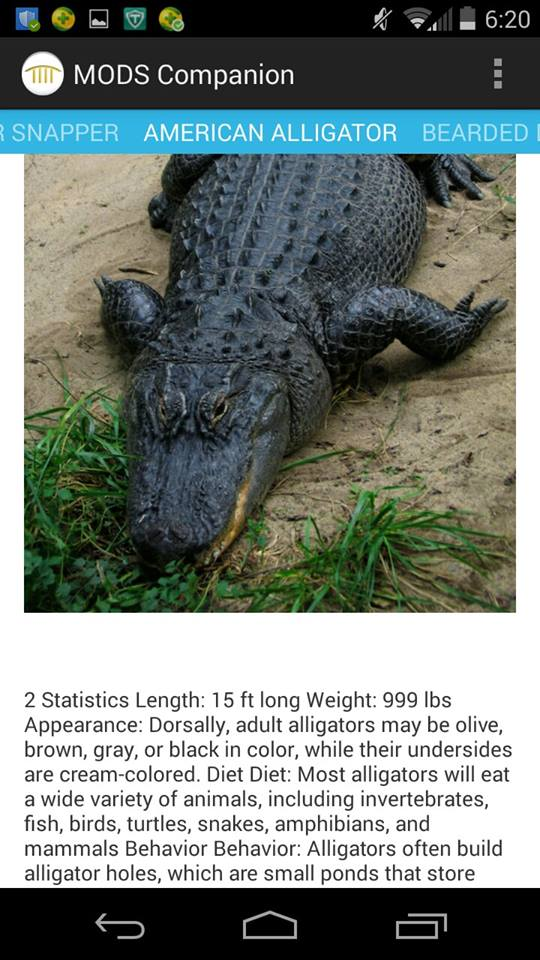 6:20
MODS Companion
R SNAPPER AMERICAN ALLIGATOR BEARDED
2 Statistics Length: 15 ft long Weight: 999 lbs
Appearance: Dorsally, adult alligators may be olive,
brown, gray, or black in color, while their undersides
are cream-colored. Diet Diet: Most alligators will eat
a wide variety of animals, including invertebrates,
fish, birds, turtles, snakes, amphibians, and
mammals Behavior Behavior: Alligators often build
alligator holes, which are small ponds that store